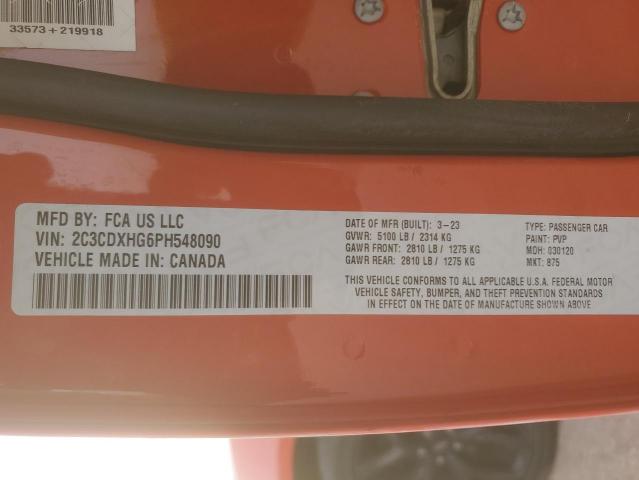 33573+219918
MFD BY: FCA US LLC
VIN: 2C3CDXHG6PH548090
VEHICLE MADE IN: CANADA
DATE OF MFR (BUILT): 3-23
GVWR: 5100 LB / 2314 KG
GAWR FRONT: 2810 LB / 1275 KG
GAWR REAR: 2810 LB / 1275 KG
TYPE: PASSENGER CAR
PAINT: PVP
MDH: 030120
MKT: 875
THIS VEHICLE CONFORMS TO ALL APPLICABLE U.S.A. FEDERAL MOTOR
VEHICLE SAFETY, BUMPER, AND THEFT PREVENTION STANDARDS
IN EFFECT ON THE DATE OF MANUFACTURE SHOWN ABOVE